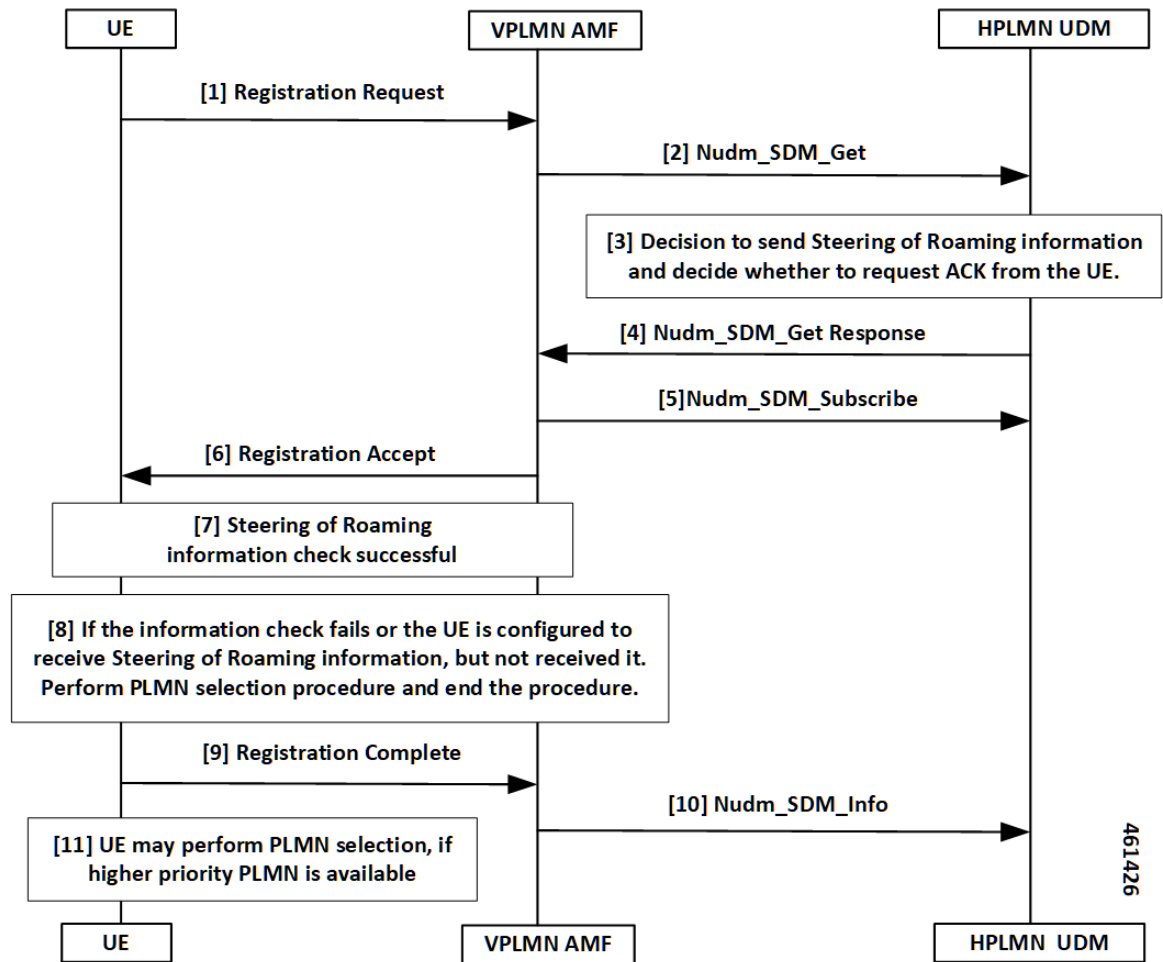 UE
VPLMN AMF
HPLMN UDM
[1] Registration Request
[2] Nudm_SDM_Get
[3] Decision to send Steering of Roaming information
and decide whether to request ACK from the UE.
[4] Nudm_SDM_Get Response
[5]Nudm_SDM_Subscribe
[6] Registration Accept
[7] Steering of Roaming
information check successful
[8] If the information check fails or the UE is configured to
receive Steering of Roaming information, but not received it.
Perform PLMN selection procedure and end the procedure.
[9] Registration Complete
[10] Nudm_SDM_Info
[11] UE may perform PLMN selection, if
higher priority PLMN is available
461426
UE
VPLMN AMF
HPLMN UDM